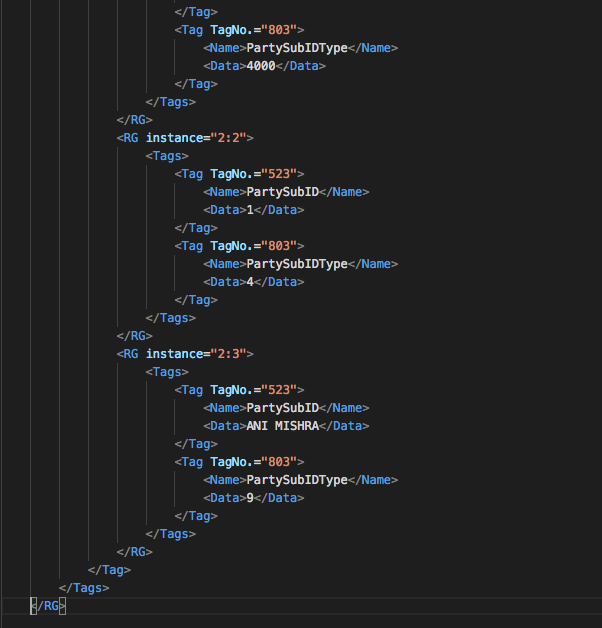 </Tag>
<Tag TagNo.="803">
<Name>PartySubIDType</Name>
<Data>4000</Data>
</Tag>
</Tags>
</RG>
<RG instance="2:2">
<Tags>
<Tag TagNo.="523">
<Name>PartySubID</Name>
<Data>1</Data>
</Tag>
<Tag TagNo.="803">
<Name>PartySubIDType</Name>
<Data>4</Data>
</Tag>
</Tags>
</RG>
<RG instance="2:3">
<Tags>
<Tag TagNo.="523">
<Name>PartySubID</Name>
<Data>ANI MISHRA</Data>
</Tag>
<Tag TagNo.="803">
<Name>PartySubIDType</Name>
<Data>9</Data>
</Tag>
</Tags>
</RG>
</Tag>
</Tags>
</RG>